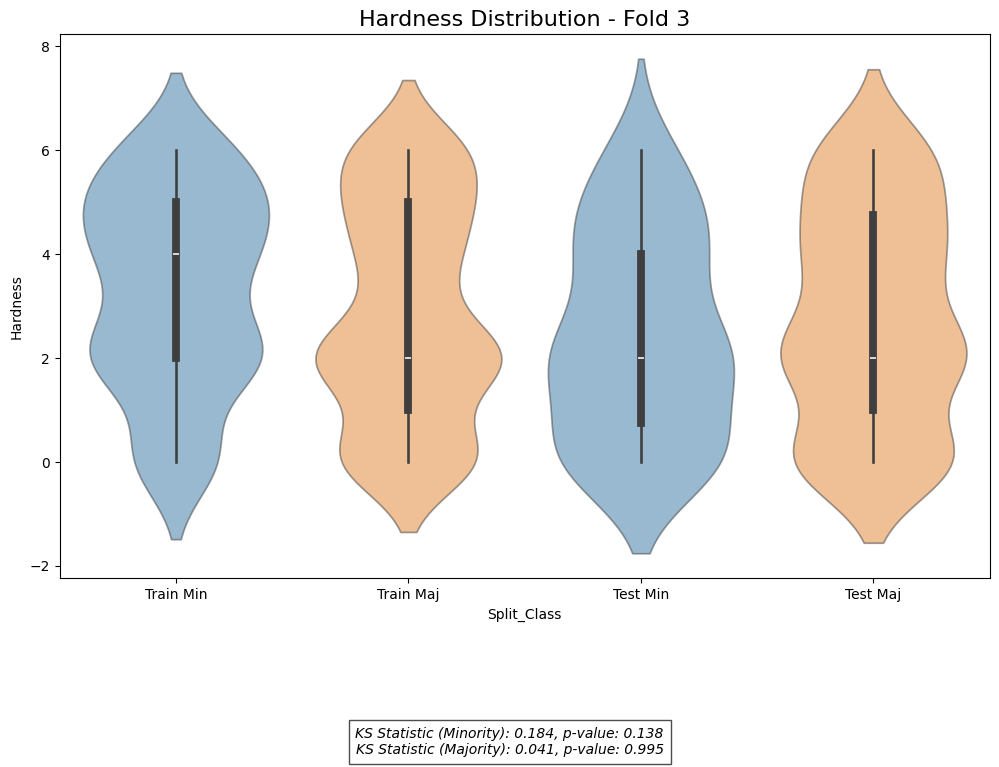 Hardness Distribution - Fold 3
8
6
4
2
0
−2
Hardness
Train Min
Train Maj
Test Min
Test Maj
Split_Class
KS Statistic (Minority): 0.184, p-value: 0.138
KS Statistic (Majority): 0.041, p-value: 0.995